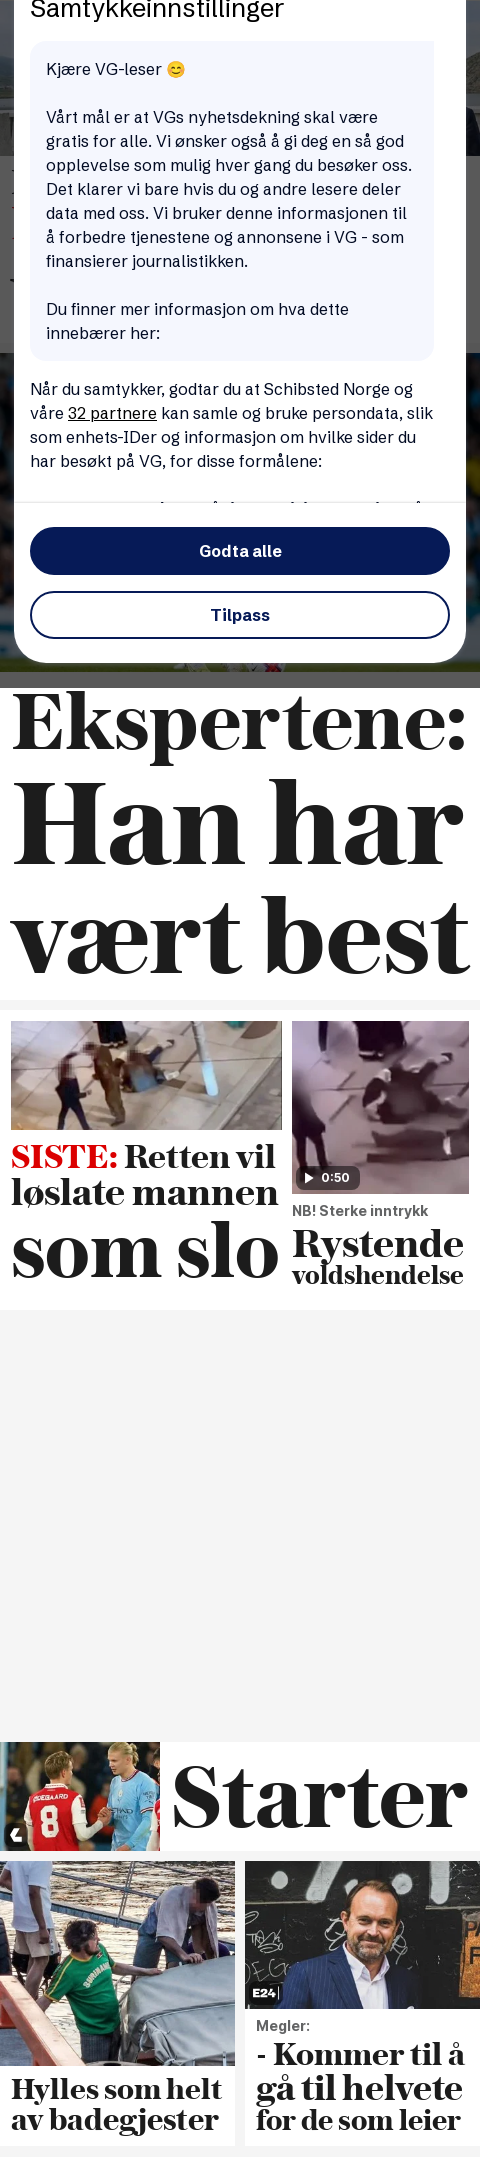 Samtykkeinnstillinger
Kjære VG-leser 😊
Vårt mål er at VGs nyhetsdekning skal være
gratis for alle. Vi ønsker også å gi deg en så god
opplevelse som mulig hver gang du besøker oss.
Det klarer vi bare hvis du og andre lesere deler
data med oss. Vi bruker denne informasjonen til
å forbedre tjenestene og annonsene i VG - som
finansierer journalistikken.
Du finner mer informasjon om hva dette
innebærer her:
Når du samtykker, godtar du at Schibsted Norge og
våre 32 partnere kan samle og bruke persondata, slik
som enhets-IDer og informasjon om hvilke sider du
har besøkt på VG, for disse formålene:
Godta alle
Tilpass
Ekspertene:
Han har
vært best
SISTE: Retten vil
løslate mannen
som slo
0:50
NB! Sterke inntrykk
Rystende
voldshendelse
ØDEGAARD
8
Starter
SURINAME
Hylles som helt
av badegjester
E24
Megler:
- Kommer til å
gå til helvete
for de som leier